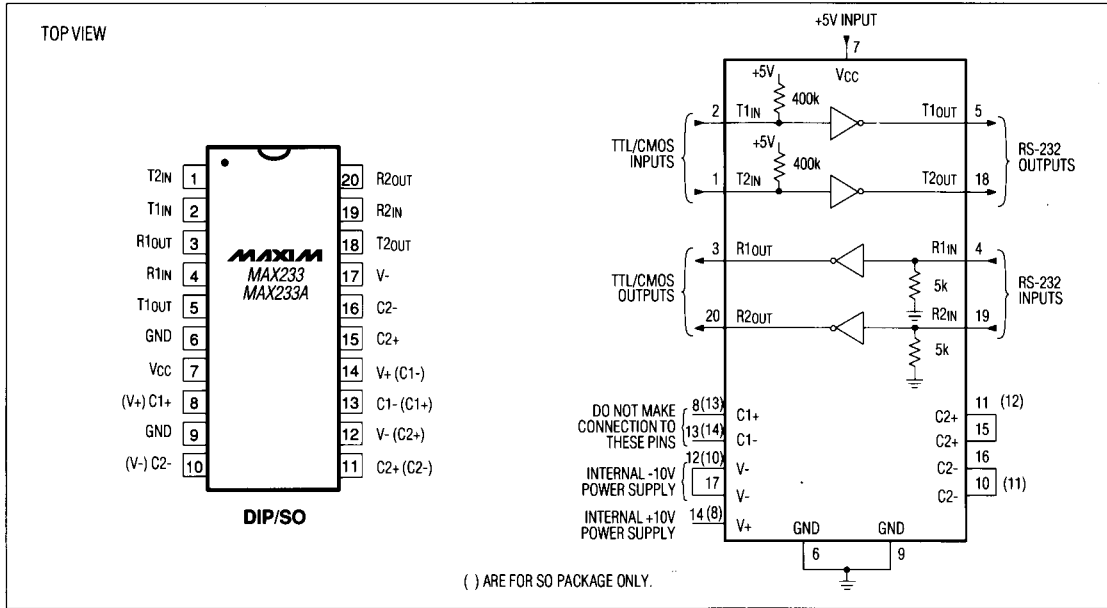 TOP VIEW
T2IN 1
T1IN 2
R1OUT 3
R1IN 4
T1OUT 5
GND 6
VCC 7
(V+) C1+ 8
GND 9
(V-) C2- 10
20 R2OUT
19 R2IN
18 T2OUT
17 V-
16 C2-
15 C2+
14 V+ (C1-)
13 C1- (C1+)
12 V- (C2+)
11 C2+ (C2-)
MAXIM
MAX233
MAX233A
DIP/SO
+5V INPUT
7
VCC
+5V
400k
2 T1IN
T1OUT 5
+5V
400k
1 T2IN
T2OUT 18
TTL/CMOS
INPUTS
RS-232
OUTPUTS
3 R1OUT
R1IN 4
5k
20 R2OUT
R2IN 19
5k
TTL/CMOS
OUTPUTS
RS-232
INPUTS
DO NOT MAKE
CONNECTION TO
THESE PINS
8(13) C1+
13(14) C1-
INTERNAL -10V
POWER SUPPLY
12(10) V-
17 V-
INTERNAL +10V
POWER SUPPLY
14(8) V+
C2+ 11 (12)
C2+ 15
C2- 16
C2- 10 (11)
GND GND
6 9
( ) ARE FOR SO PACKAGE ONLY.